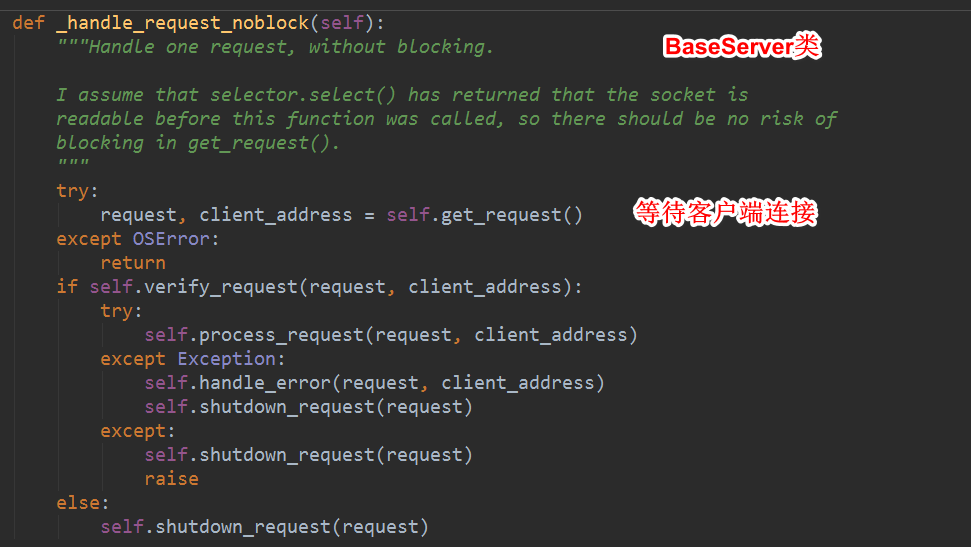 def _handle_request_noblock(self):
"""Handle one request, without blocking.
BaseServer类
I assume that selector.select() has returned that the socket is
readable before this function was called, so there should be no risk of
blocking in get_request().
"""
try:
request, client_address = self.get_request()
等待客户端连接
except OSError:
return
if self.verify_request(request, client_address):
try:
self.process_request(request, client_address)
except Exception:
self.handle_error(request, client_address)
self.shutdown_request(request)
except:
self.shutdown_request(request)
raise
else:
self.shutdown_request(request)